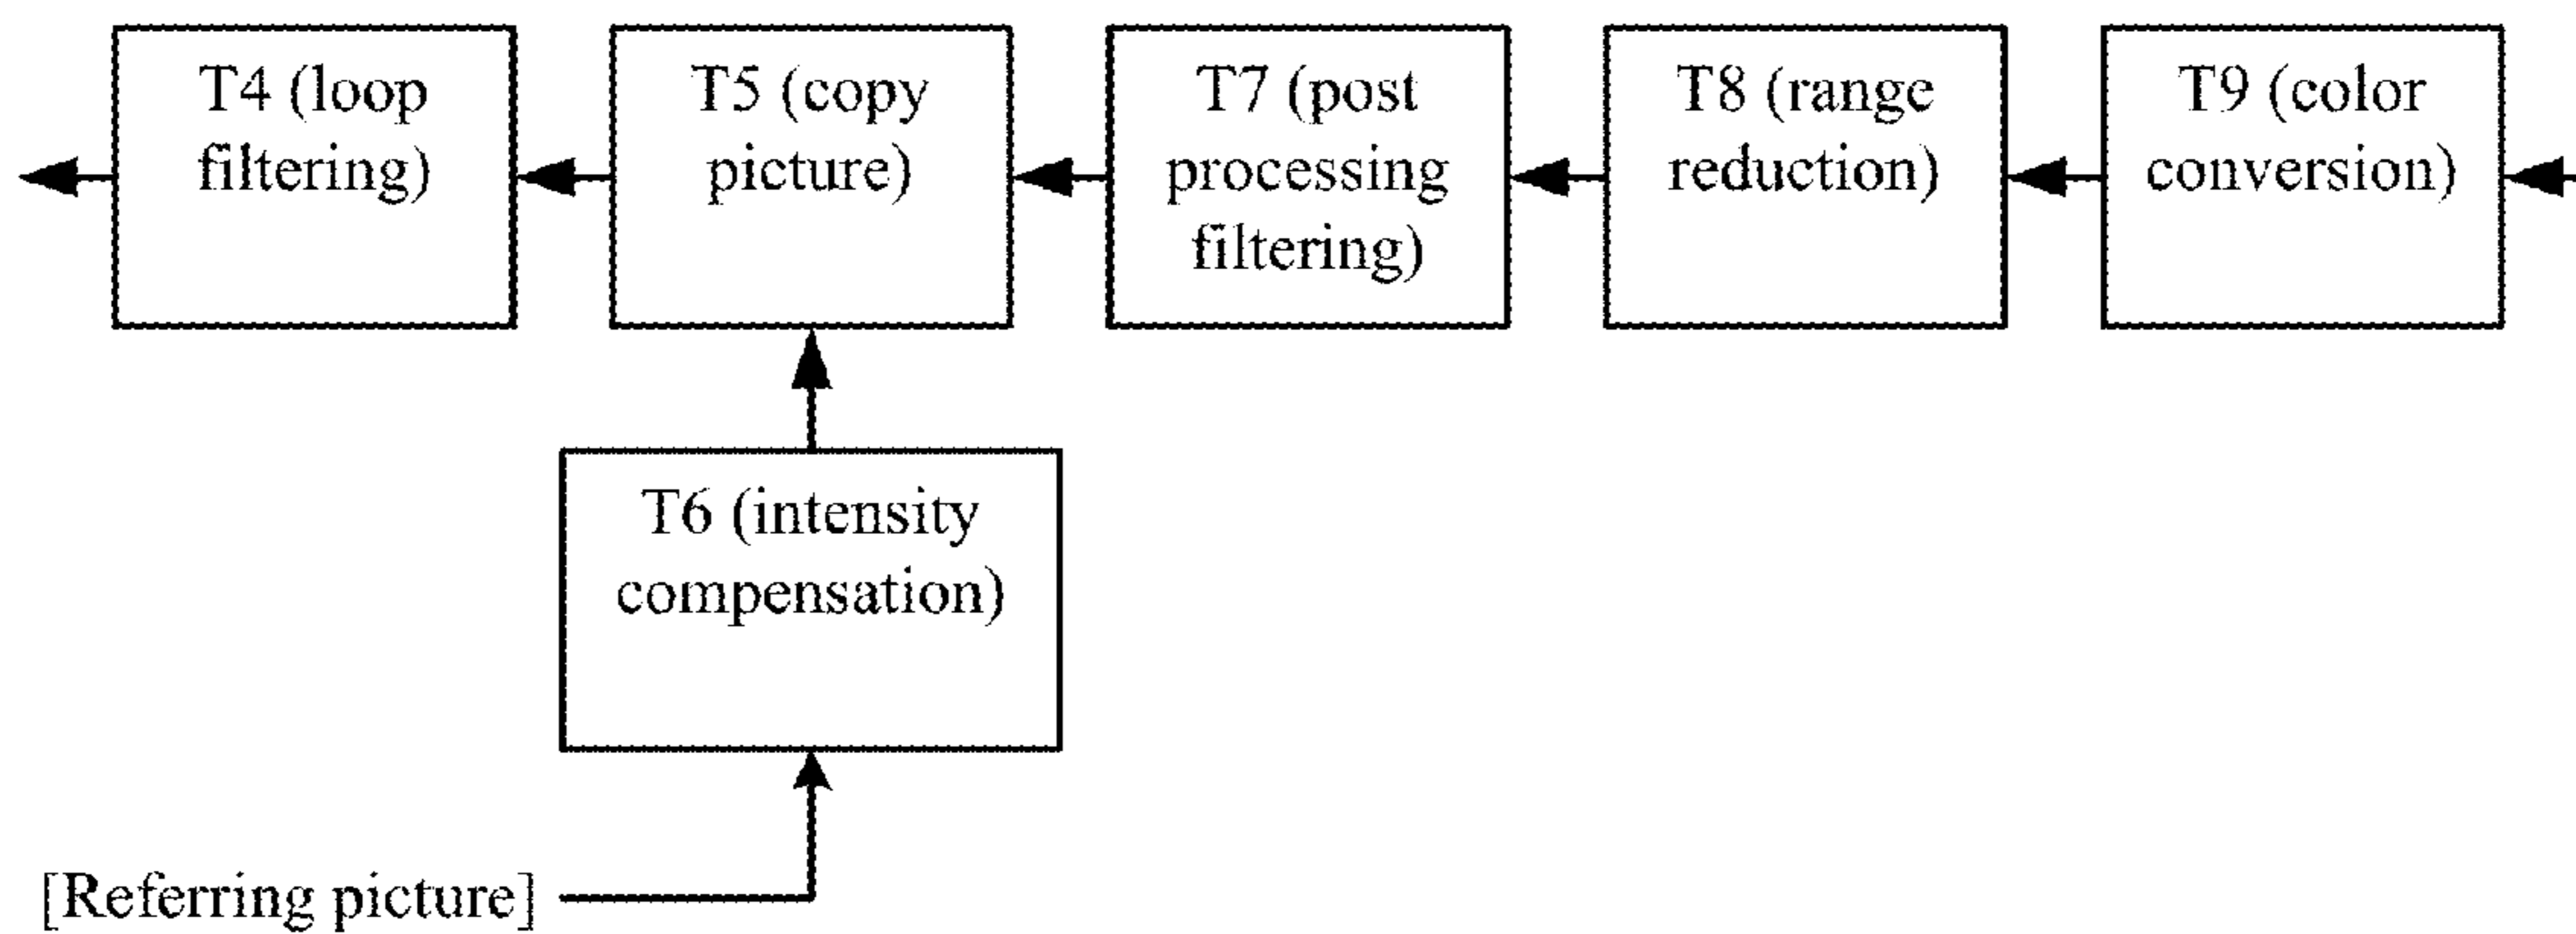 T4 (loop
filtering)
T5 (copy
picture)
T7 (post
processing
filtering)
T8 (range
reduction)
T9 (color
conversion)
T6 (intensity
compensation)
[Referring picture]